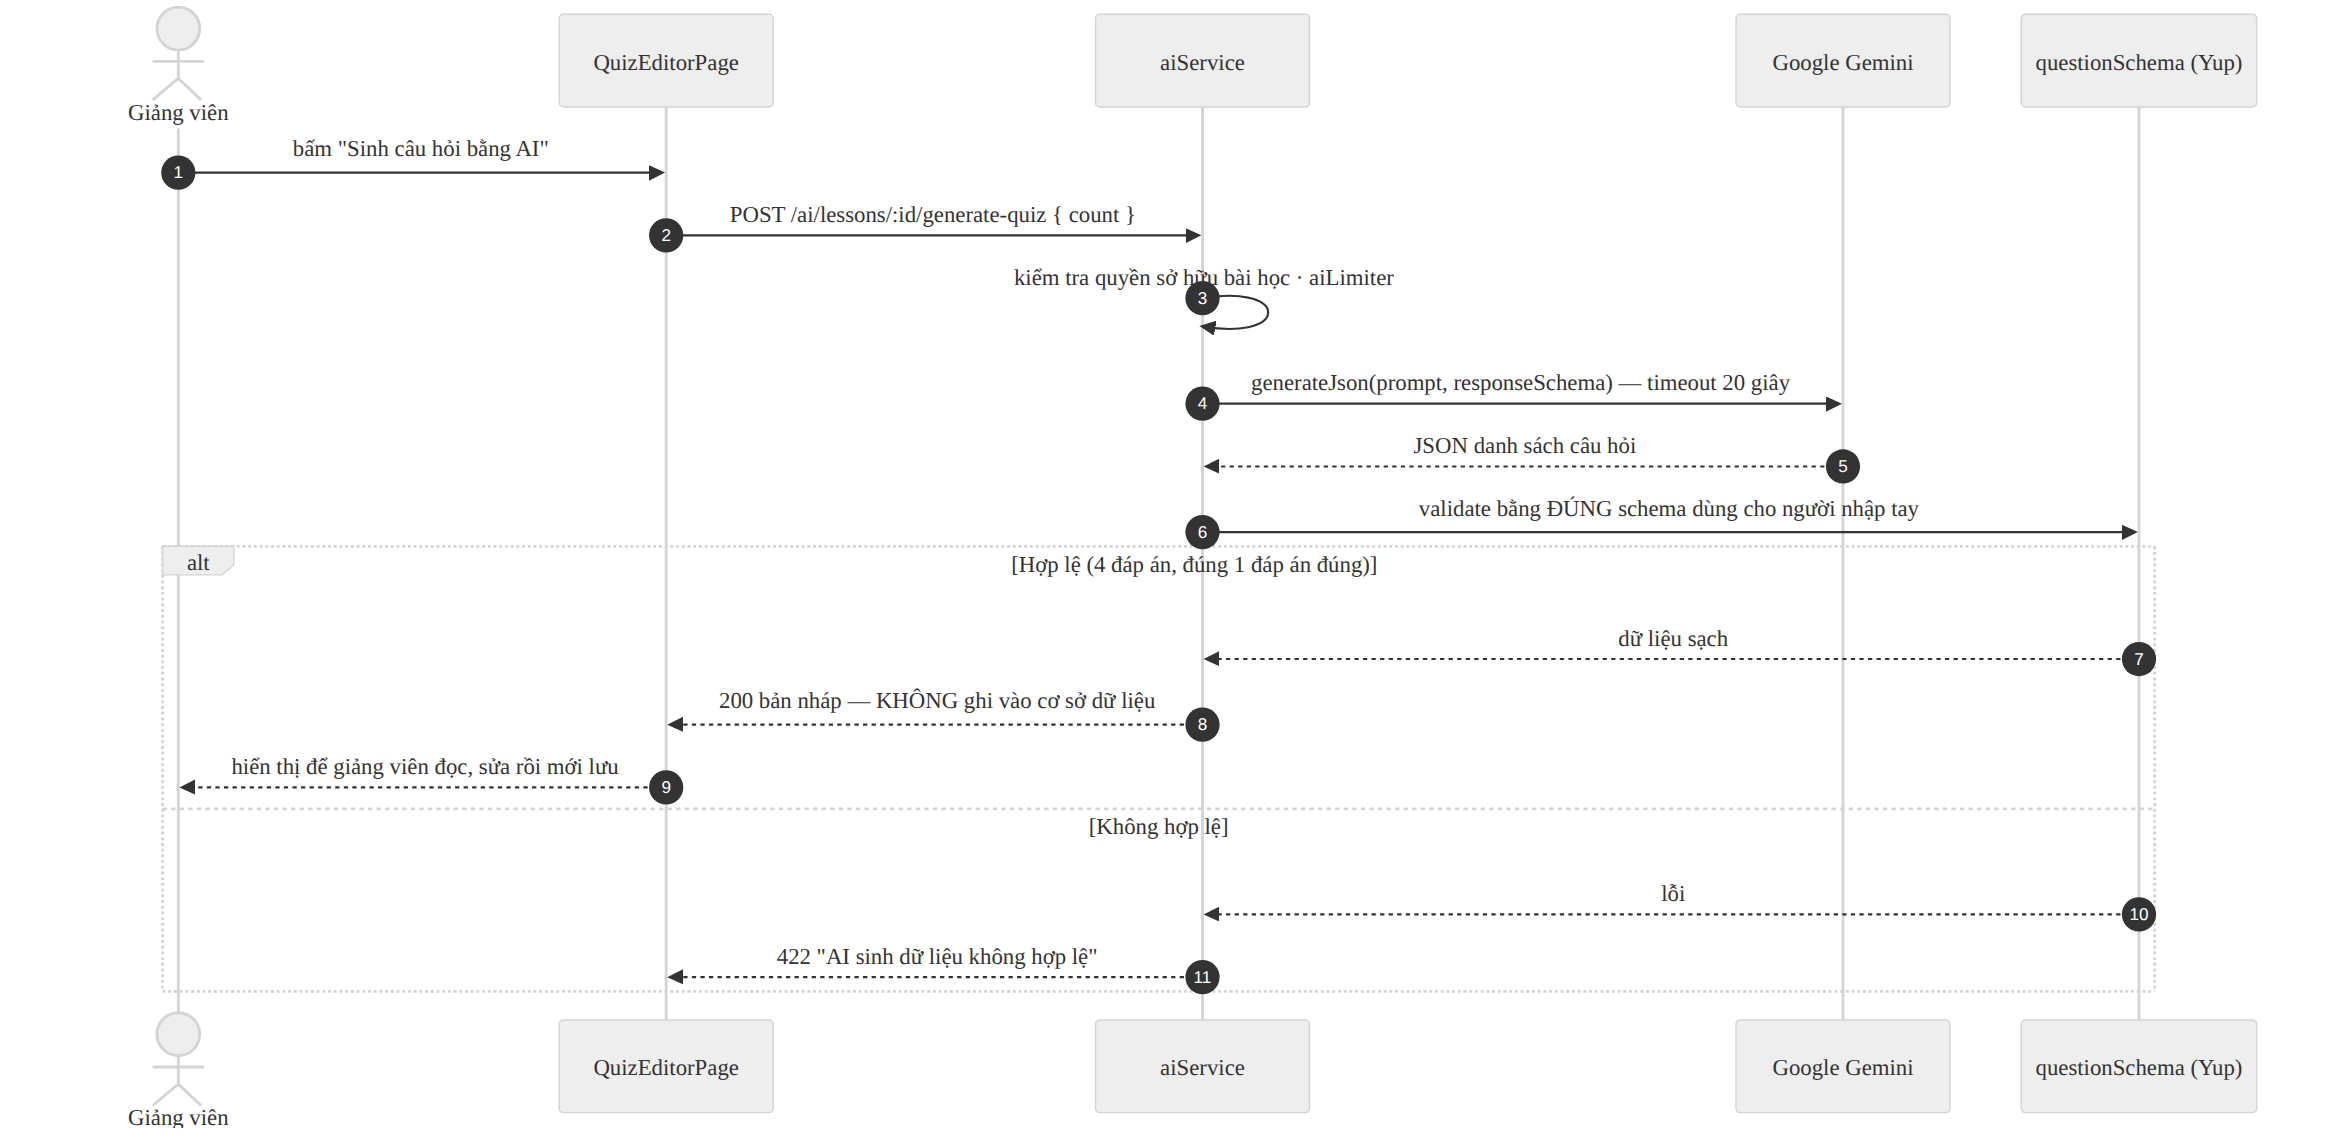 QuizEditorPage
aiService
Google Gemini
questionSchema (Yup)
Giảng viên
bấm "Sinh câu hỏi bằng AI"
1
POST /ai/lessons/:id/generate-quiz { count }
2
kiểm tra quyền sở hữu bài học · aiLimiter
3
generateJson(prompt, responseSchema) — timeout 20 giây
4
JSON danh sách câu hỏi
5
validate bằng ĐÚNG schema dùng cho người nhập tay
6
alt
[Hợp lệ (4 đáp án, đúng 1 đáp án đúng)]
dữ liệu sạch
7
200 bản nháp — KHÔNG ghi vào cơ sở dữ liệu
8
hiển thị để giảng viên đọc, sửa rồi mới lưu
9
[Không hợp lệ]
lỗi
10
422 "AI sinh dữ liệu không hợp lệ"
11
QuizEditorPage
aiService
Google Gemini
questionSchema (Yup)
Giảng viên